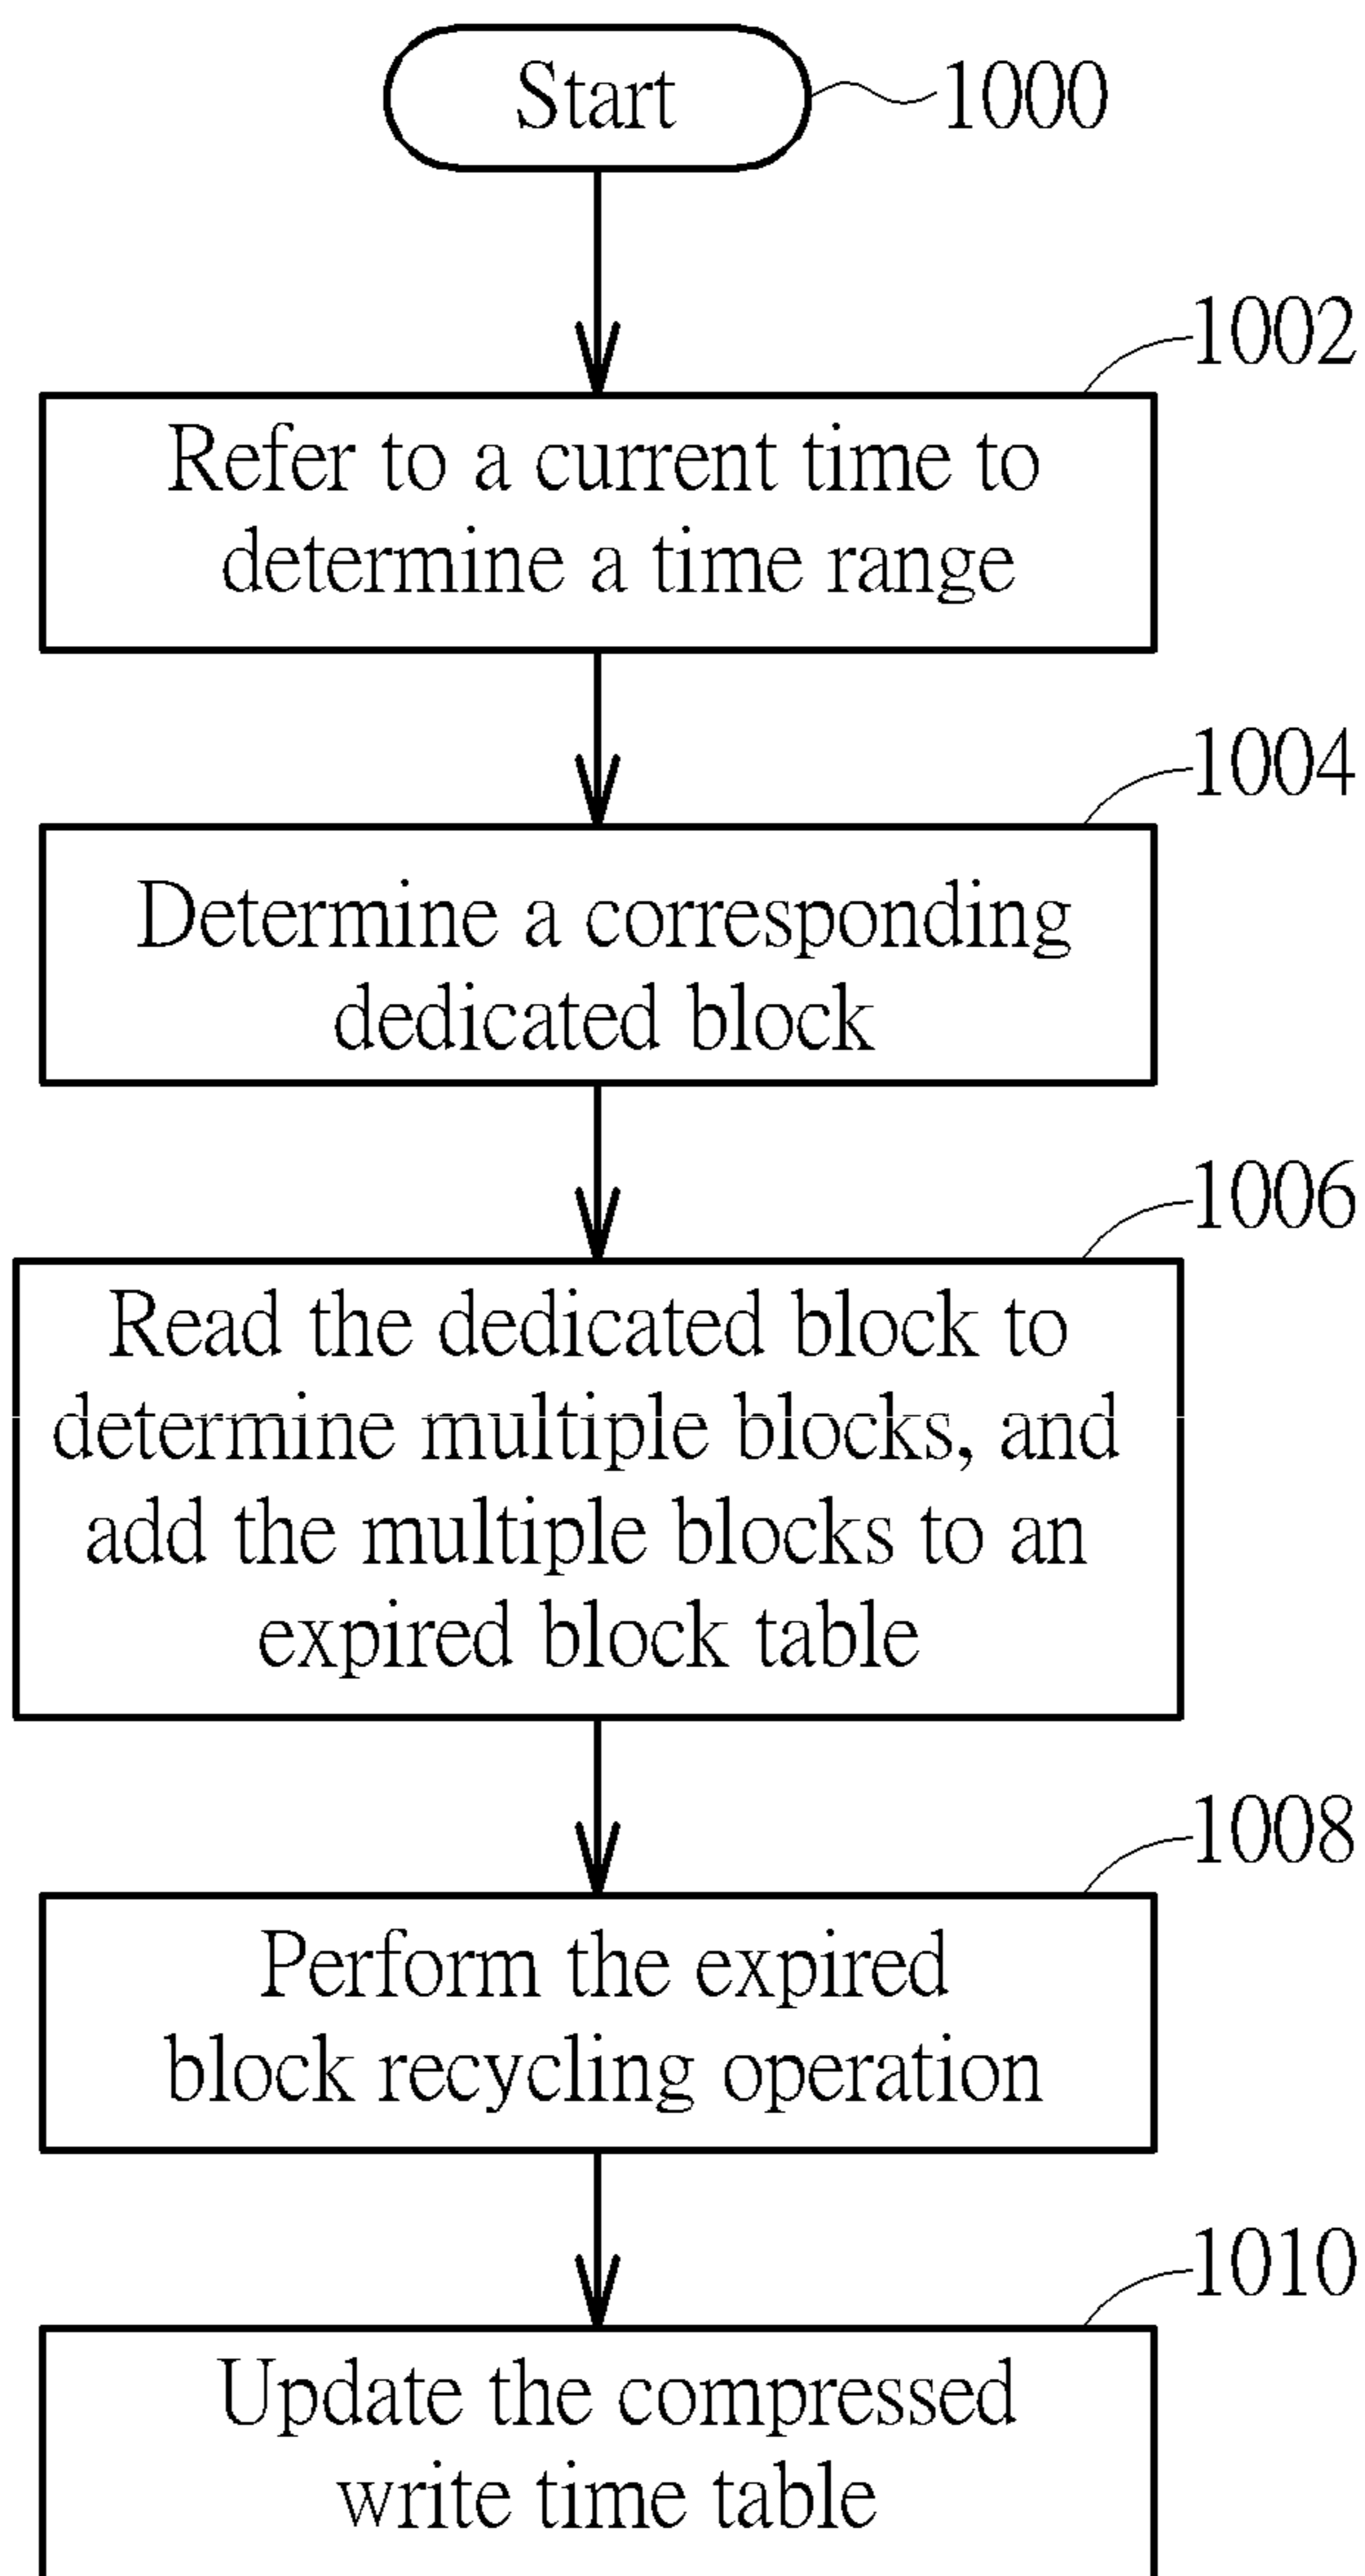 Start
1000
1002
Refer to a current time to
determine a time range
1004
Determine a corresponding
dedicated block
1006
Read the dedicated block to
determine multiple blocks, and
add the multiple blocks to an
expired block table
1008
Perform the expired
block recycling operation
1010
Update the compressed
write time table